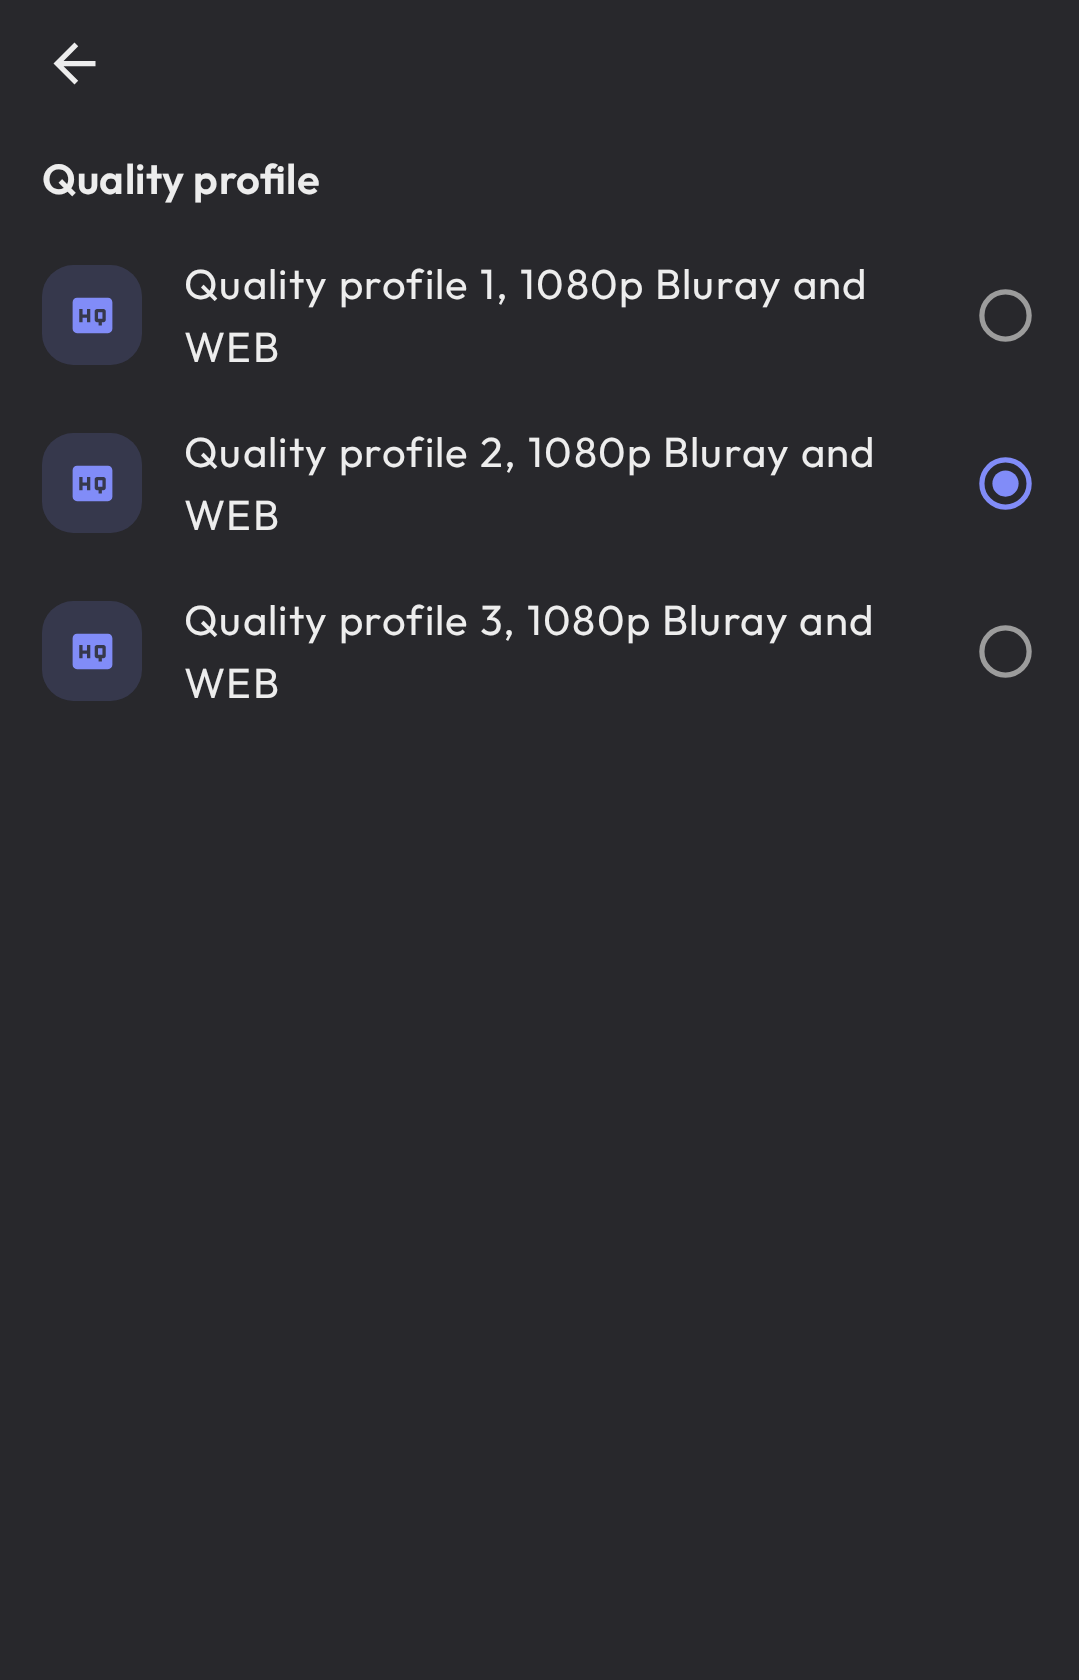 Quality profile
HQ
Quality profile 1, 1080p Bluray and
WEB
HQ
Quality profile 2, 1080p Bluray and
WEB
HQ
Quality profile 3, 1080p Bluray and
WEB